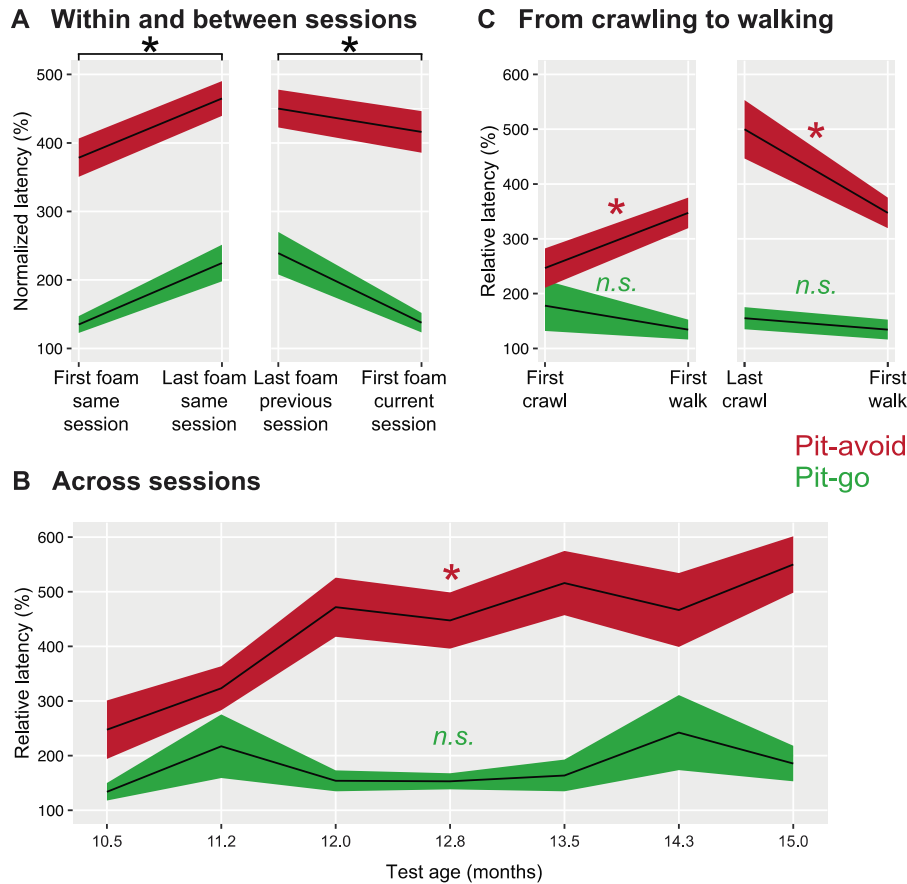 A Within and between sessions
*
*
Normalized latency (%)
500
400
300
200
100
First foam
same
session
Last foam
same
session
Last foam
previous
session
First foam
current
session
C From crawling to walking
Relative latency (%)
600
500
400
300
200
100
*
n.s.
*
n.s.
First
crawl
First
walk
Last
crawl
First
walk
Pit-avoid
Pit-go
B Across sessions
Relative latency (%)
600
500
400
300
200
100
*
n.s.
10.5 11.2 12.0 12.8 13.5 14.3 15.0
Test age (months)